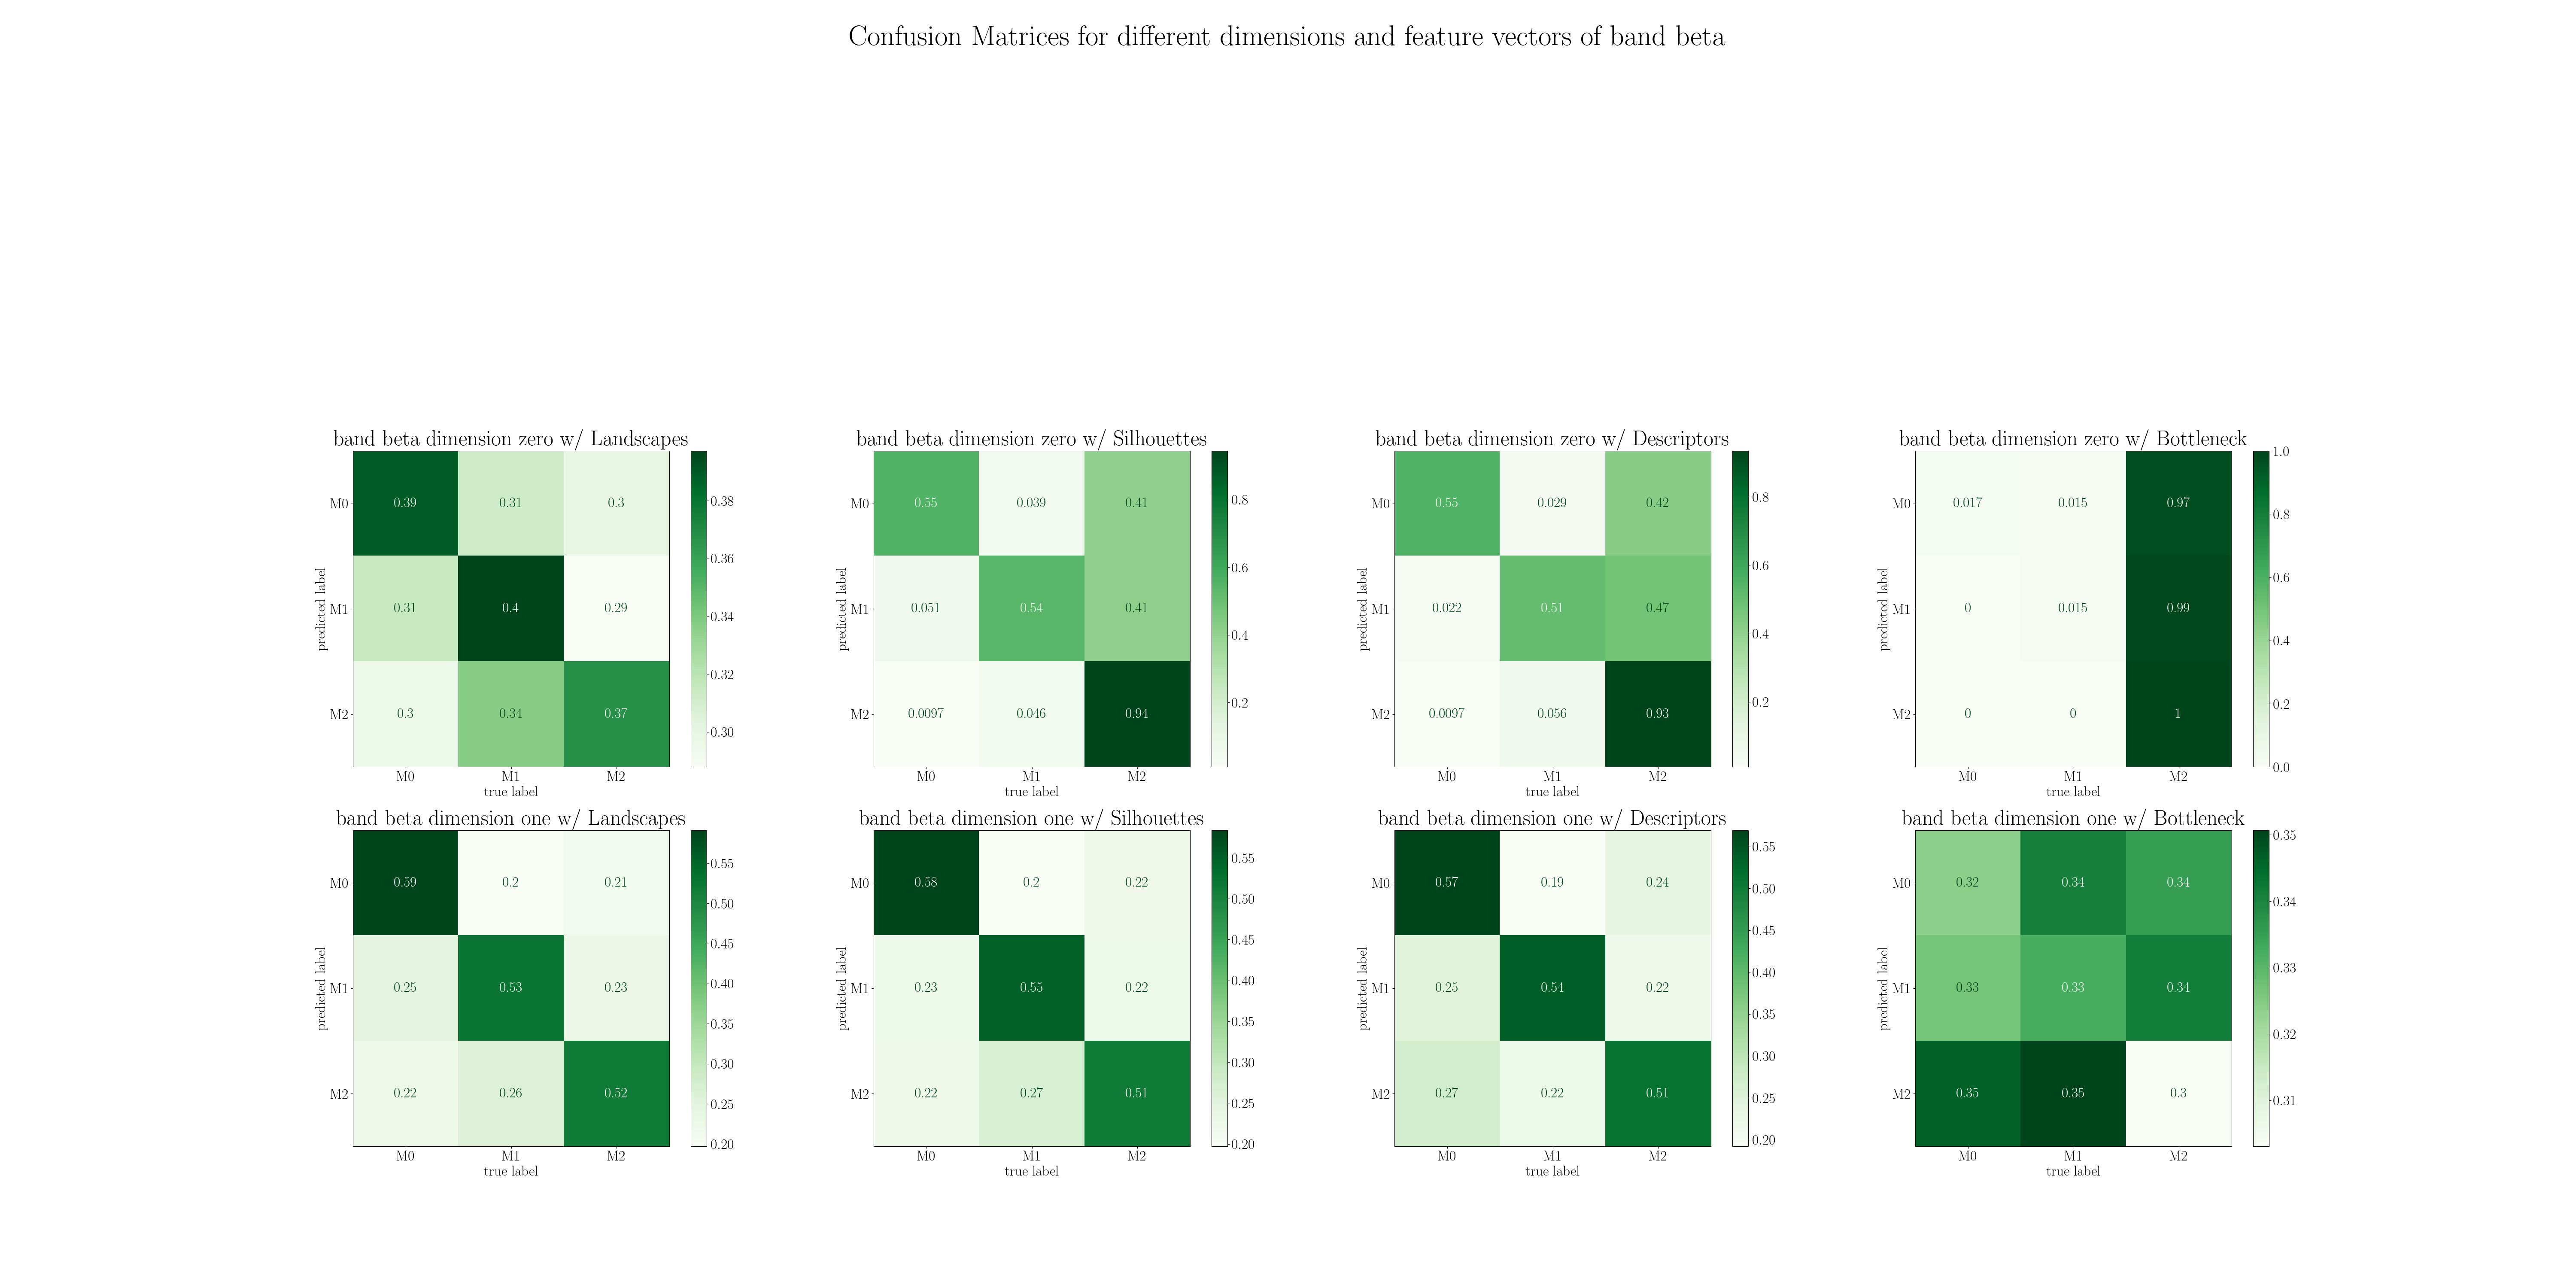 Confusion Matrices for different dimensions and feature vectors of band beta
band beta dimension zero w/ Landscapes
predicted label
M0 0.39 0.31 0.3
M1 0.31 0.4 0.29
M2 0.3 0.34 0.37
M0 M1 M2
true label
0.38
0.36
0.34
0.32
0.30
band beta dimension zero w/ Silhouettes
predicted label
M0 0.55 0.039 0.41
M1 0.051 0.54 0.41
M2 0.0097 0.046 0.94
M0 M1 M2
true label
0.8
0.6
0.4
0.2
band beta dimension zero w/ Descriptors
predicted label
M0 0.55 0.029 0.42
M1 0.022 0.51 0.47
M2 0.0097 0.056 0.93
M0 M1 M2
true label
0.8
0.6
0.4
0.2
band beta dimension zero w/ Bottleneck
predicted label
M0 0.017 0.015 0.97
M1 0 0.015 0.99
M2 0 0 1
M0 M1 M2
true label
1.0
0.8
0.6
0.4
0.2
0.0
band beta dimension one w/ Landscapes
predicted label
M0 0.59 0.2 0.21
M1 0.25 0.53 0.23
M2 0.22 0.26 0.52
M0 M1 M2
true label
0.55
0.50
0.45
0.40
0.35
0.30
0.25
0.20
band beta dimension one w/ Silhouettes
predicted label
M0 0.58 0.2 0.22
M1 0.23 0.55 0.22
M2 0.22 0.27 0.51
M0 M1 M2
true label
0.55
0.50
0.45
0.40
0.35
0.30
0.25
0.20
band beta dimension one w/ Descriptors
predicted label
M0 0.57 0.19 0.24
M1 0.25 0.54 0.22
M2 0.27 0.22 0.51
M0 M1 M2
true label
0.55
0.50
0.45
0.40
0.35
0.30
0.25
0.20
band beta dimension one w/ Bottleneck
predicted label
M0 0.32 0.34 0.34
M1 0.33 0.33 0.34
M2 0.35 0.35 0.3
M0 M1 M2
true label
0.35
0.34
0.33
0.32
0.31